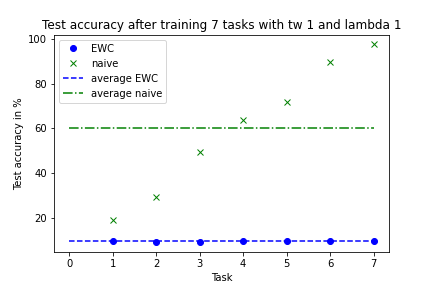 Test accuracy after training 7 tasks with tw 1 and lambda 1
100
80
60
40
20
Test accuracy in %
EWC
naive
average EWC
average naive
0 1 2 3 4 5 6 7
Task